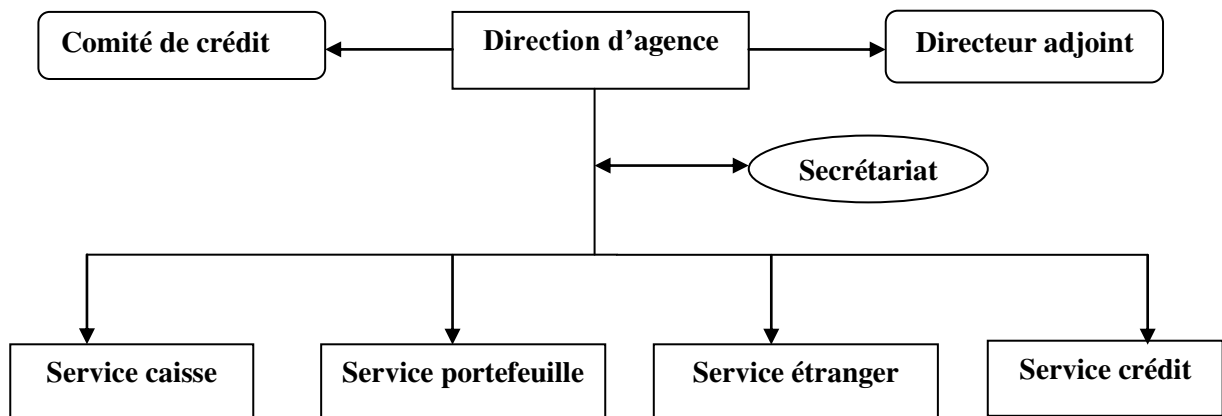 Comité de crédit
Direction d’agence
Directeur adjoint
Secrétariat
Service caisse
Service portefeuille
Service étranger
Service crédit